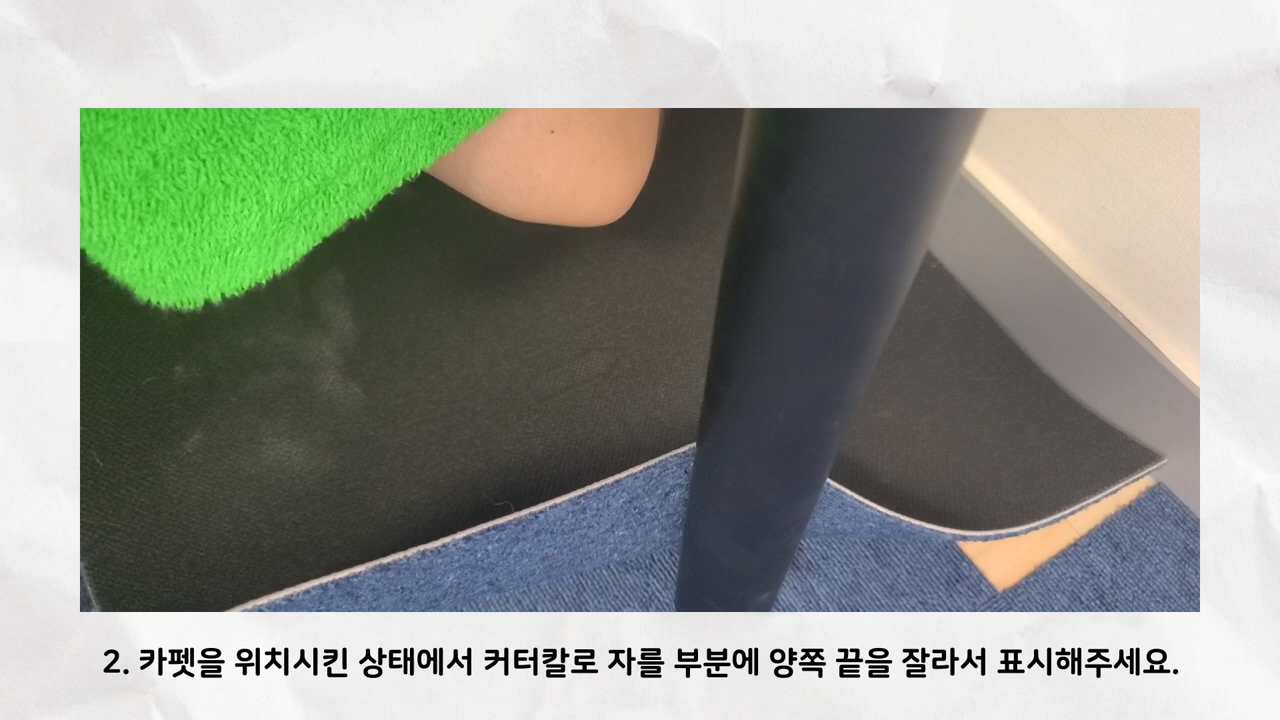 2. 카펫을 위치시킨 상태에서 커터칼로 자를 부분에 양쪽 끝을 잘라서 표시해주세요.